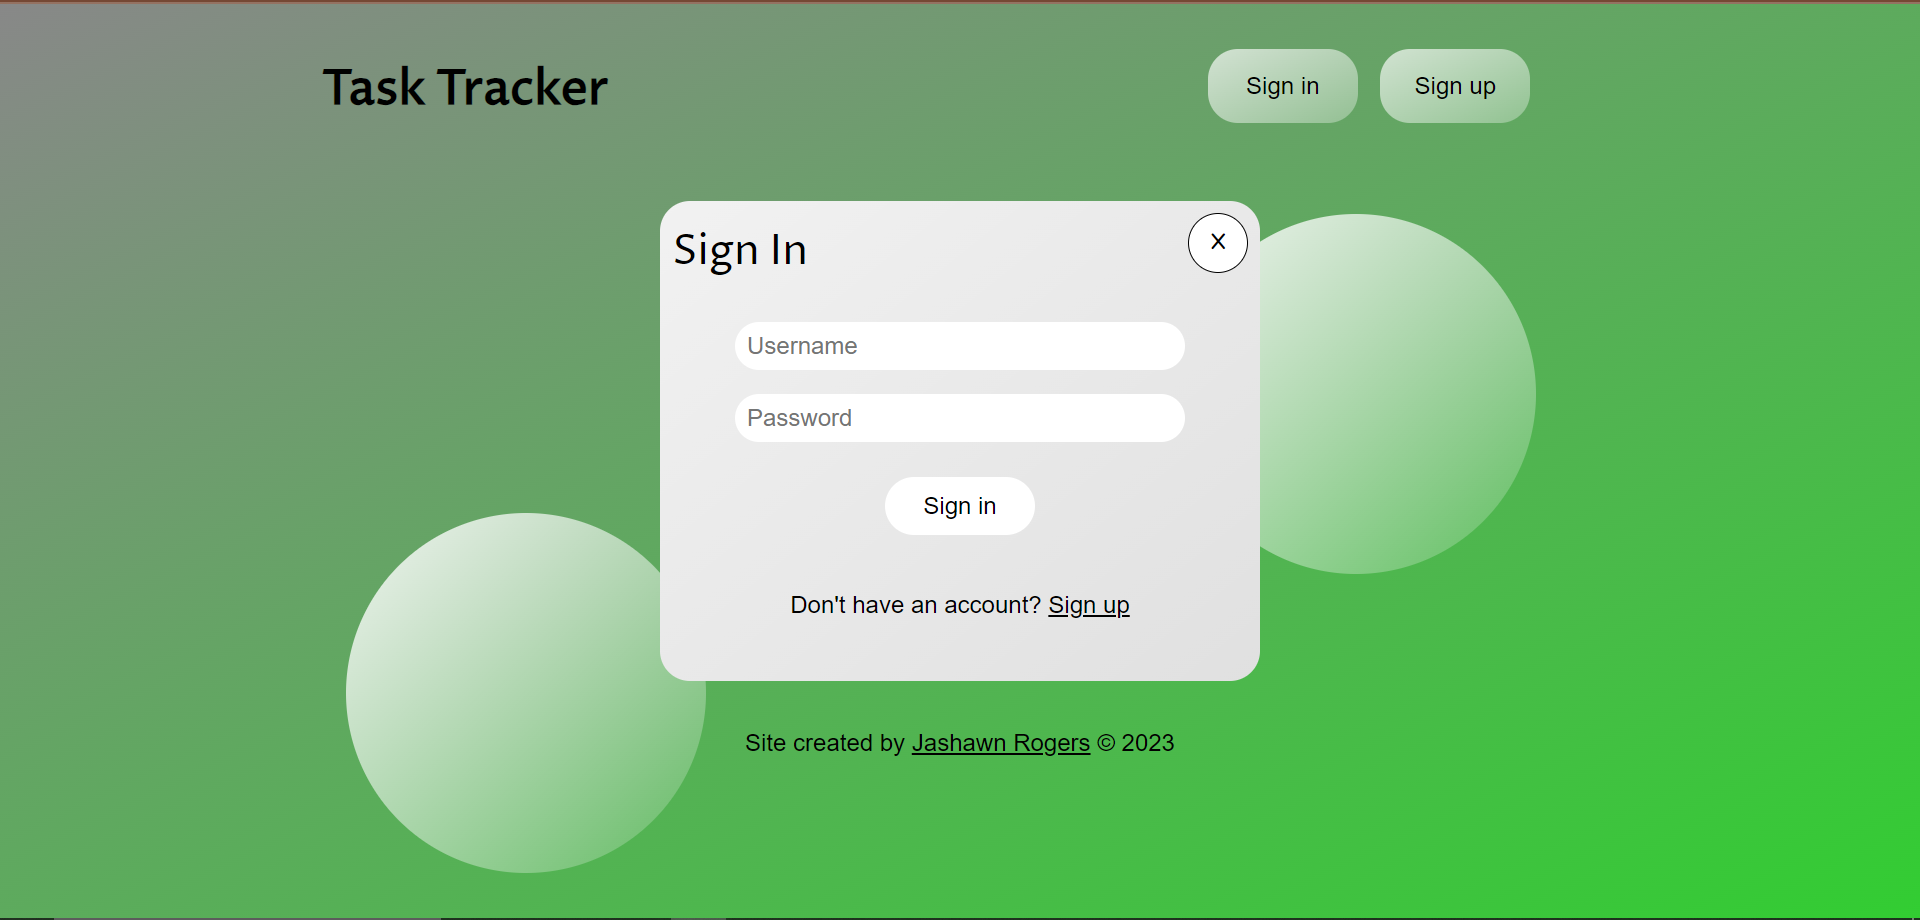 Task Tracker
Sign in
Sign up
Sign In
X
Username
Password
Sign in
Don't have an account? Sign up
Site created by Jashawn Rogers © 2023